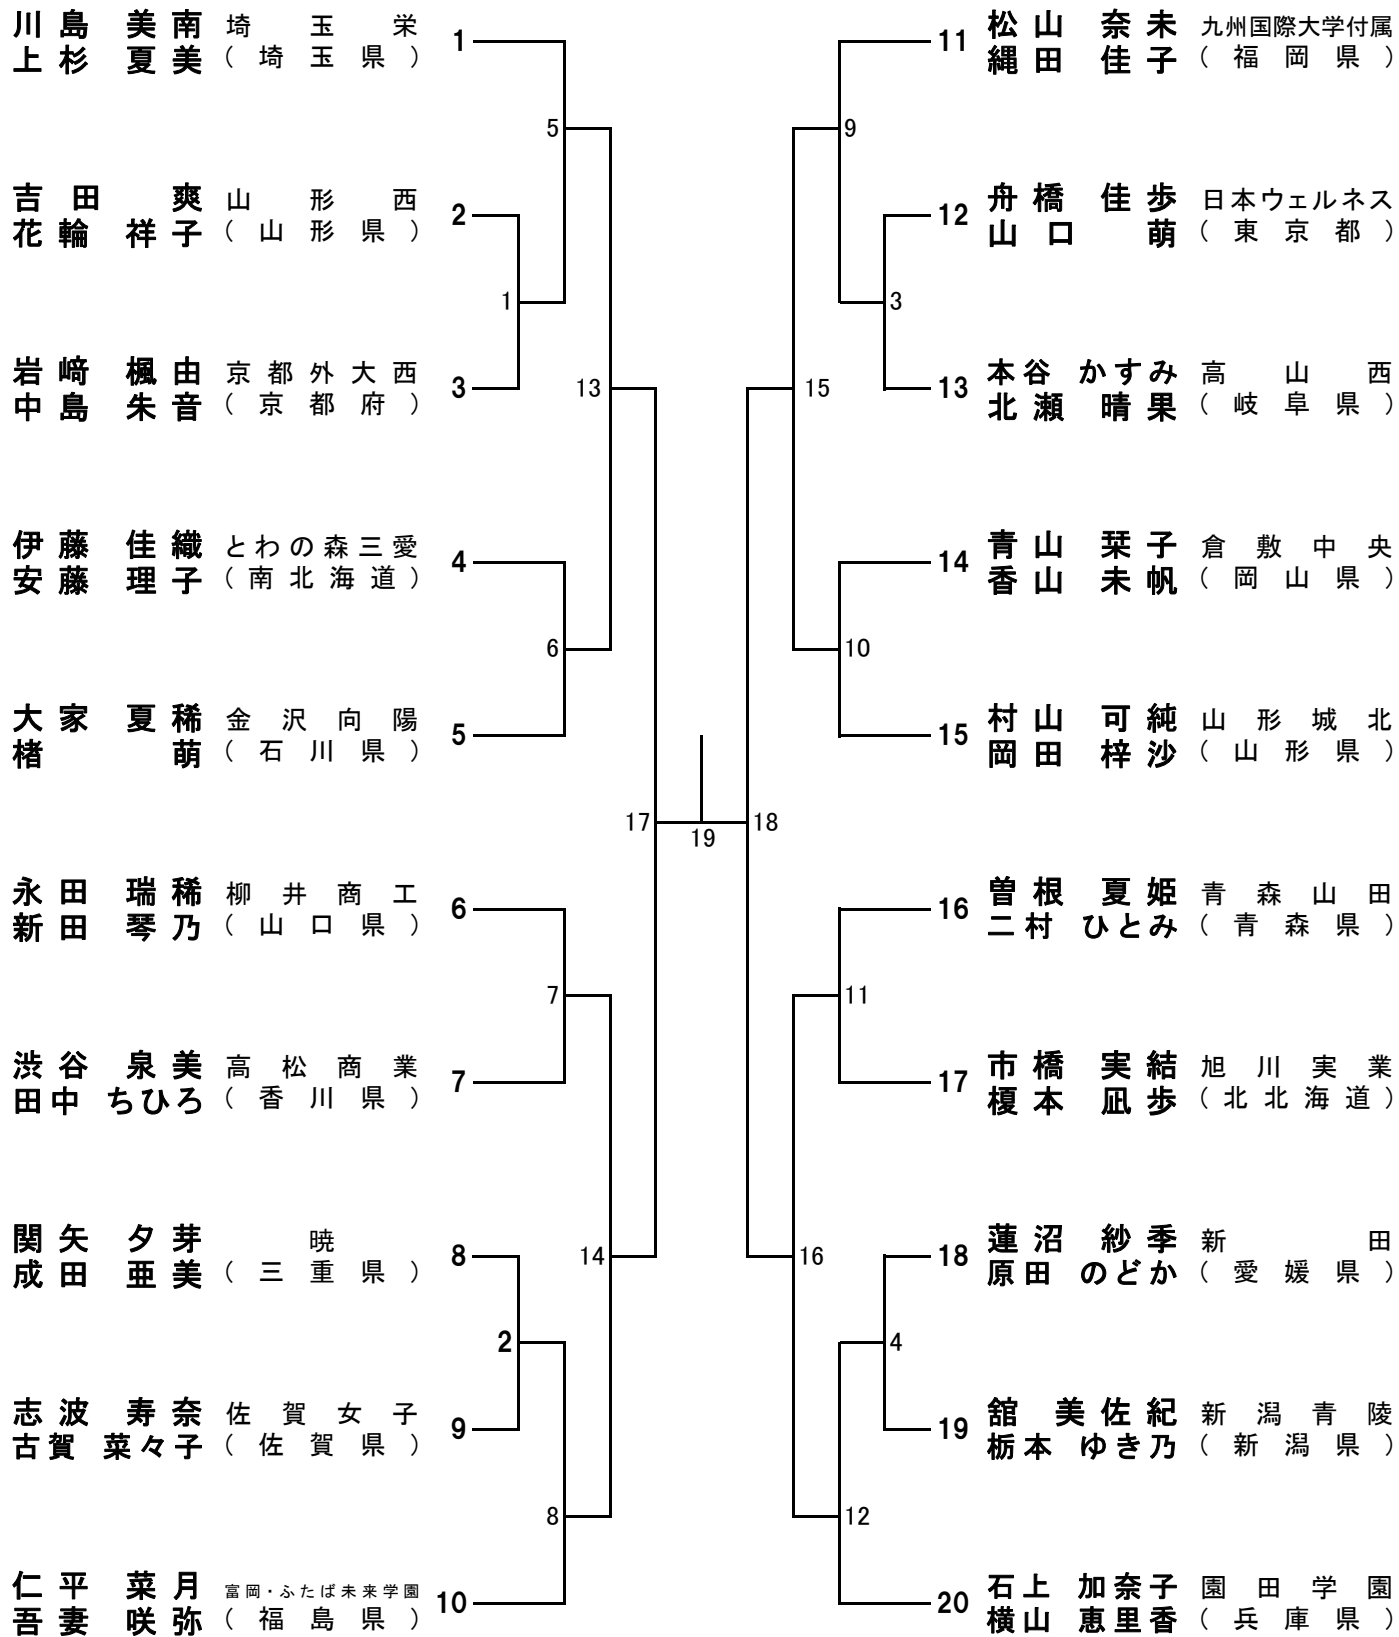 川島 美南 埼玉栄
上杉 夏美 (埼玉県) 1
吉田 爽 山形西
花輪 祥子 (山形県) 2
岩﨑 楓由 京都外大西
中島 朱音 (京都府) 3
伊藤 佳織 とわの森三愛
安藤 理子 (南北海道) 4
大家 夏稀 金沢向陽
楮 萌 (石川県) 5
永田 瑞稀 柳井商工
新田 琴乃 (山口県) 6
渋谷 泉美 高松商業
田中 ちひろ (香川県) 7
関矢 夕芽 暁
成田 亜美 (三重県) 8
志波 寿奈 佐賀女子
古賀 菜々子 (佐賀県) 9
仁平 菜月 富岡・ふたば未来学園
吾妻 咲弥 (福島県) 10
5
1
13
6
17
7
14
2
8
19
9
3
15
10
18
11
16
4
12
11 松山 奈未 九州国際大学付属
縄田 佳子 (福岡県)
12 舟橋 佳歩 日本ウェルネス
山口 萌 (東京都)
13 本谷 かすみ 高山西
北瀬 晴果 (岐阜県)
14 青山 栞子 倉敷中央
香山 未帆 (岡山県)
15 村山 可純 山形城北
岡田 梓沙 (山形県)
16 曽根 夏姫 青森山田
二村 ひとみ (青森県)
17 市橋 実結 旭川実業
榎本 凪歩 (北北海道)
18 蓮沼 紗季 新田
原田 のどか (愛媛県)
19 舘 美佐紀 新潟青陵
栃本 ゆき乃 (新潟県)
20 石上 加奈子 園田学園
横山 恵里香 (兵庫県)